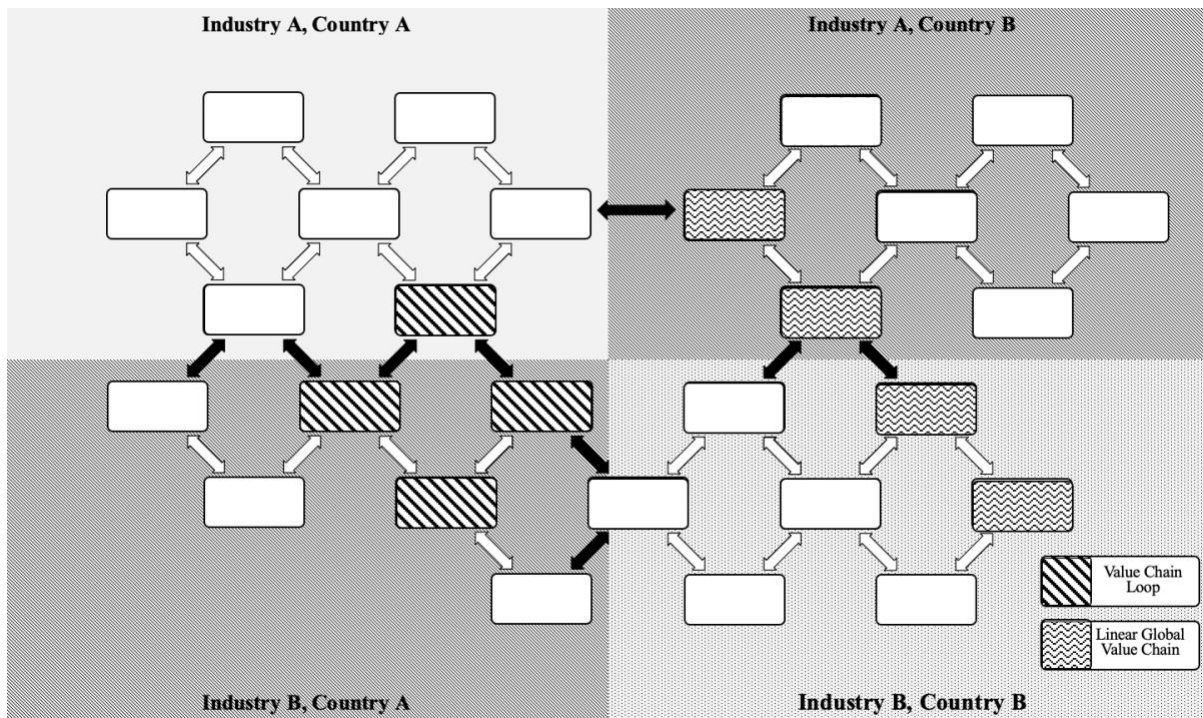 Industry A, Country A
Industry A, Country B
Value Chain
Loop
Linear Global
Value Chain
Industry B, Country A
Industry B, Country B